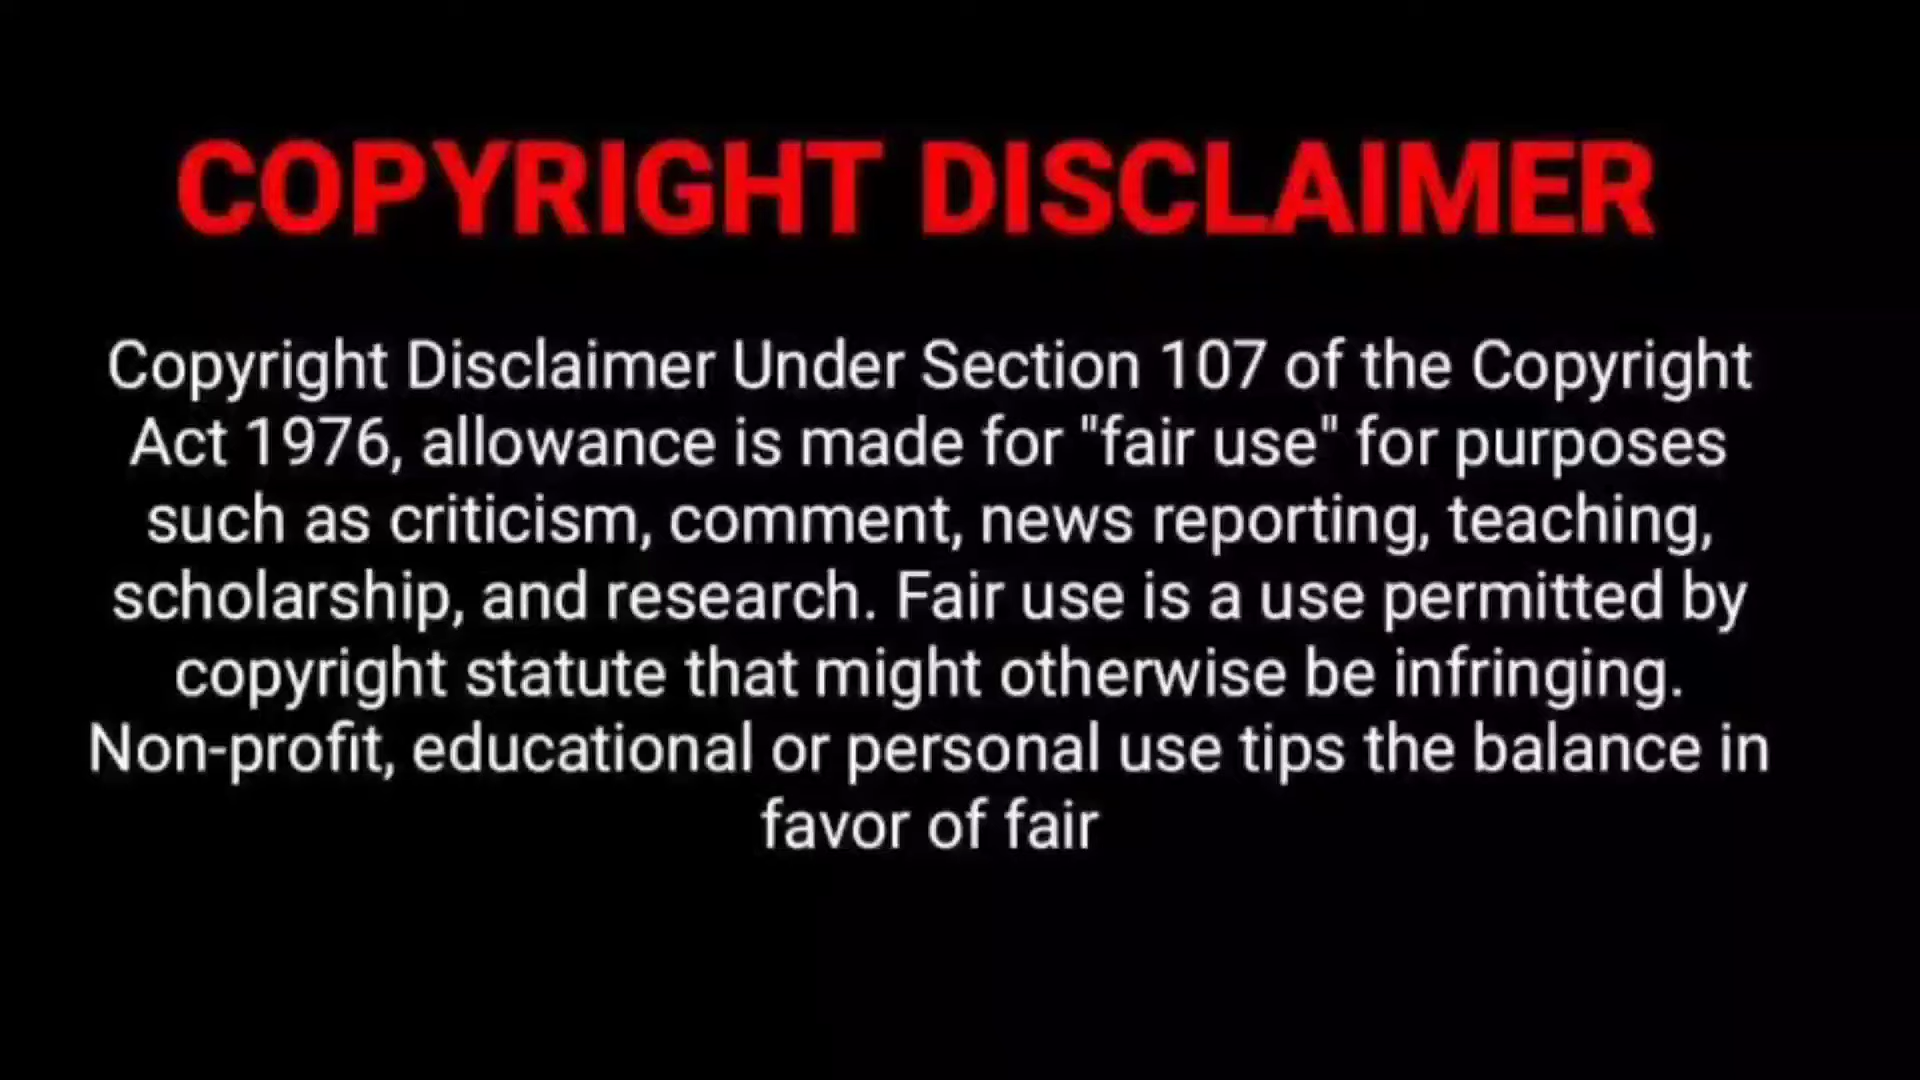 COPYRIGHT DISCLAIMER
Copyright Disclaimer Under Section 107 of the Copyright
Act 1976, allowance is made for "fair use" for purposes
such as criticism, comment, news reporting, teaching,
scholarship, and research. Fair use is a use permitted by
copyright statute that might otherwise be infringing.
Non-profit, educational or personal use tips the balance in
favor of fair